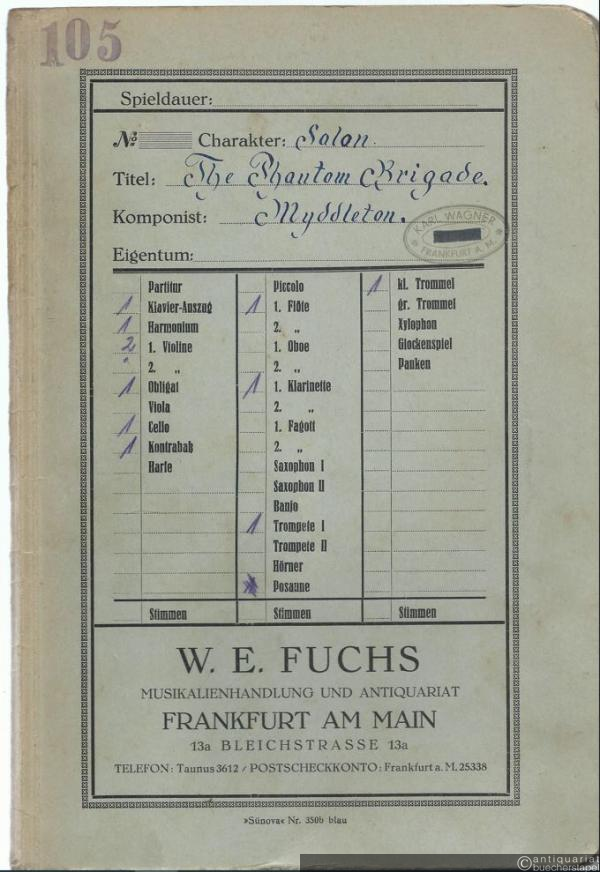 105
Spieldauer:
№ Charakter: Salon.
Titel: The Phantom Brigade.
Komponist: Myddleton.
KARL WAGNER
FRANKFURT A. M.
Eigentum:
Partitur
1 Klavier-Auszug
1 Harmonium
2 1. Violine
2. „
1 Obligat
Viola
1 Cello
1 Kontrabaß
Harfe
Stimmen
Piccolo
1 1. Flöte
2. „
1. Oboe
2. „
1 1. Klarinette
2. „
1. Fagott
2. „
Saxophon I
Saxophon II
Banjo
1 Trompete I
Trompete II
Hörner
Posaune
Stimmen
1 kl. Trommel
gr. Trommel
Xylophon
Glockenspiel
Pauken
Stimmen
W. E. FUCHS
MUSIKALIENHANDLUNG UND ANTIQUARIAT
FRANKFURT AM MAIN
13a BLEICHSTRASSE 13a
TELEFON: Taunus 3612 / POSTSCHECKKONTO: Frankfurt a. M. 25338
»Sünova« Nr. 350b blau
antiquariat
buecherstapel